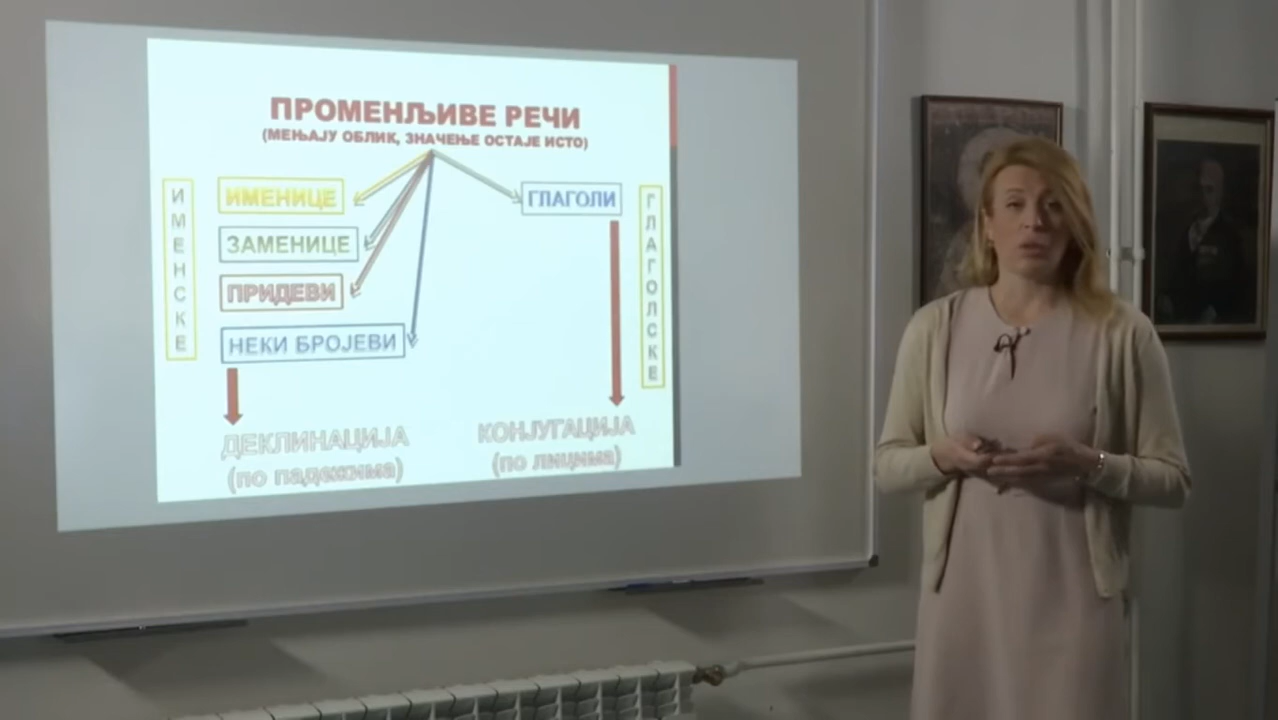 ПРОМЕНЉИВЕ РЕЧИ
(МЕЊАЈУ ОБЛИК, ЗНАЧЕЊЕ ОСТАЈЕ ИСТО)
ИМЕНСКЕ
ИМЕНИЦЕ
ЗАМЕНИЦЕ
ПРИДЕВИ
НЕКИ БРОЈЕВИ
ДЕКЛИНАЦИЈА
(по падежима)
ГЛАГОЛИ
ГЛАГОЛСКЕ
КОНЈУГАЦИЈА
(по лицима)